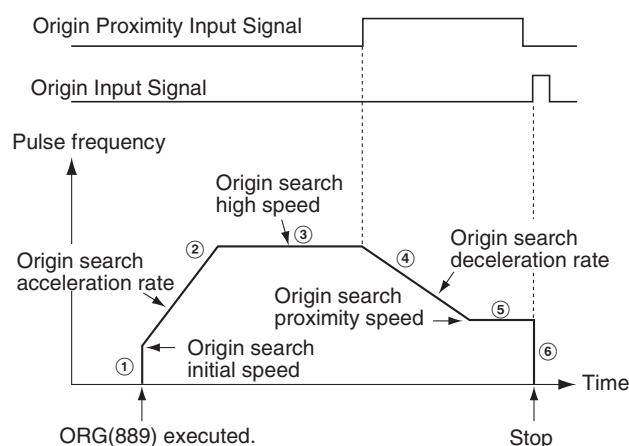 Origin Proximity Input Signal
Origin Input Signal
Pulse frequency
Origin search
high speed
②
③
④
Origin search
acceleration rate
Origin search
deceleration rate
Origin search
proximity speed
⑤
①
Origin search
initial speed
⑥
Time
ORG(889) executed.
Stop